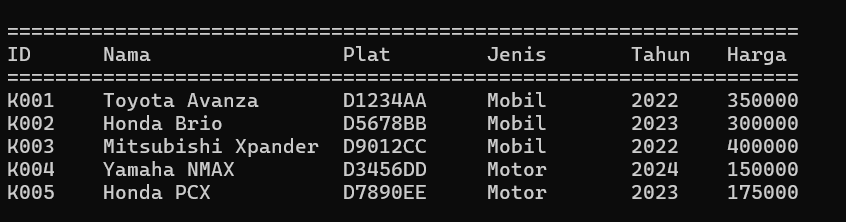 ==================================================================
ID      Nama                Plat        Jenis       Tahun   Harga
==================================================================
K001    Toyota Avanza       D1234AA     Mobil       2022    350000
K002    Honda Brio          D5678BB     Mobil       2023    300000
K003    Mitsubishi Xpander  D9012CC     Mobil       2022    400000
K004    Yamaha NMAX         D3456DD     Motor       2024    150000
K005    Honda PCX           D7890EE     Motor       2023    175000